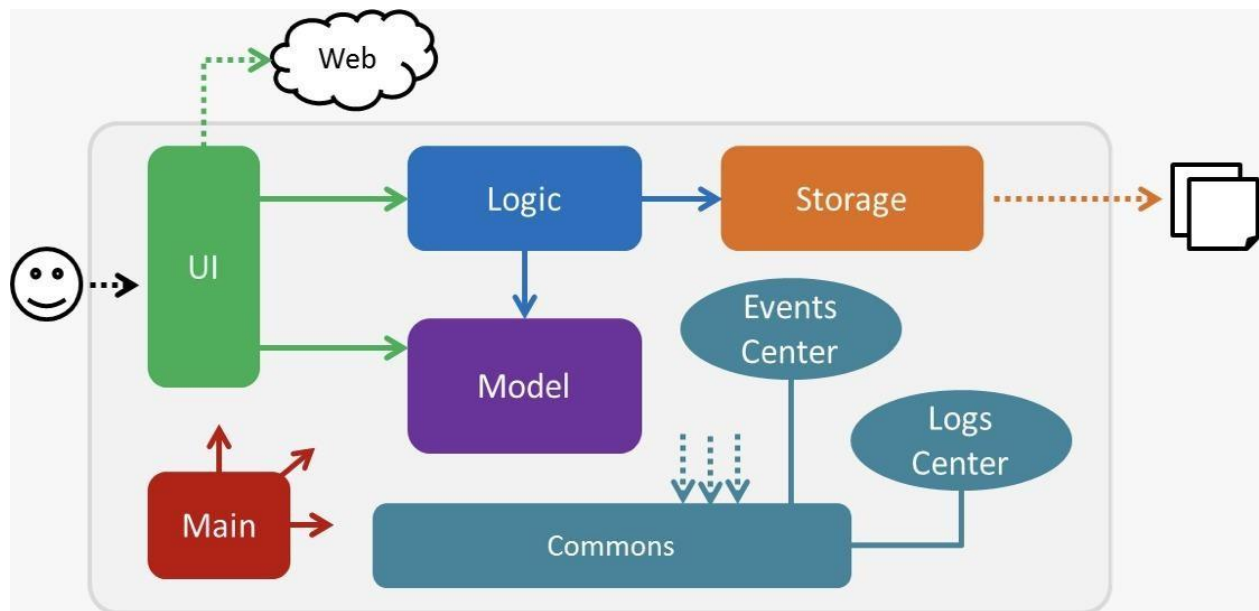 Web
Logic
Storage
UI
Events
Center
Model
Logs
Center
Main
Commons